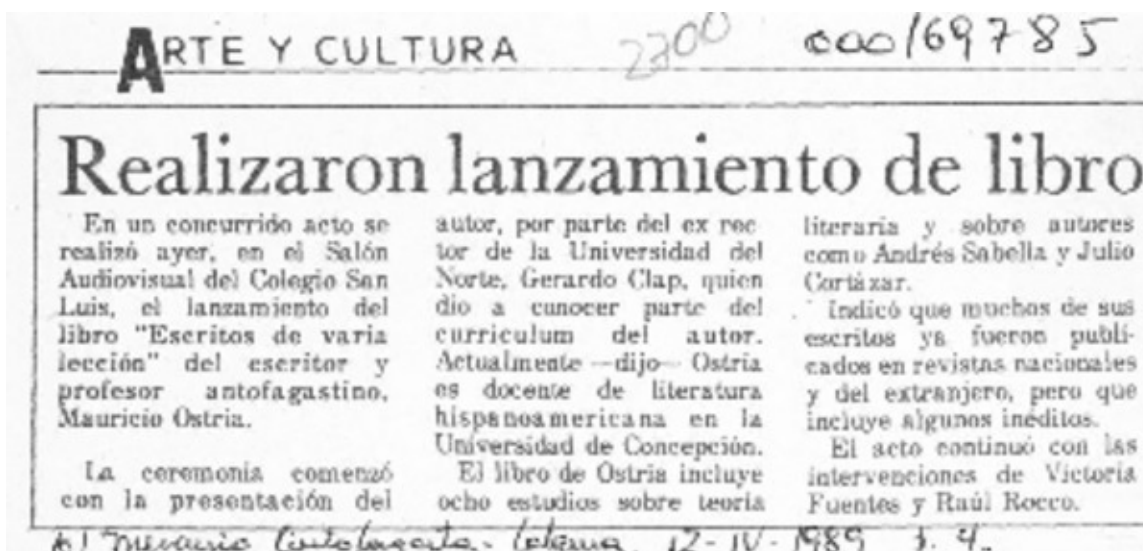 ARTE Y CULTURA
2700
000169785
Realizaron lanzamiento de libro
En un concurrido acto se
realizó ayer, en el Salón
Audiovisual del Colegio San
Luis, el lanzamiento del
libro "Escritos de varia
lección" del escritor y
profesor antofagastino,
Mauricio Ostria.
La ceremonia comenzó
con la presentación del
autor, por parte del ex rec-
tor de la Universidad del
Norte, Gerardo Clap, quien
dio a conocer parte del
curriculum del autor.
Actualmente —dijo— Ostria
es docente de literatura
hispanoamericana en la
Universidad de Concepción.
El libro de Ostria incluye
ocho estudios sobre teoría
literaria y sobre autores
como Andrés Sabella y Julio
Cortázar.
Indicó que muchos de sus
escritos ya fueron publi-
cados en revistas nacionales
y del extranjero, pero que
incluye algunos inéditos.
El acto continuó con las
intervenciones de Victoria
Fuentes y Raúl Rocco.
El Mercurio 12-IV-1989 p. 4.